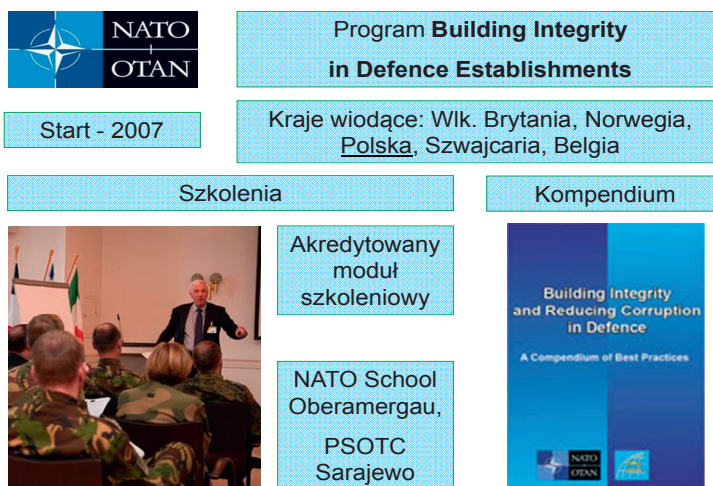 NATO
OTAN
Program Building Integrity
in Defence Establishments
Start - 2007
Kraje wiodące: Wlk. Brytania, Norwegia,
Polska, Szwajcaria, Belgia
Szkolenia
Kompendium
Akredytowany
moduł
szkoleniowy
NATO School
Oberamergau,
PSOTC
Sarajewo
Building Integrity
and Reducing Corruption
in Defence
A Compendium of Best Practices
NATO
OTAN